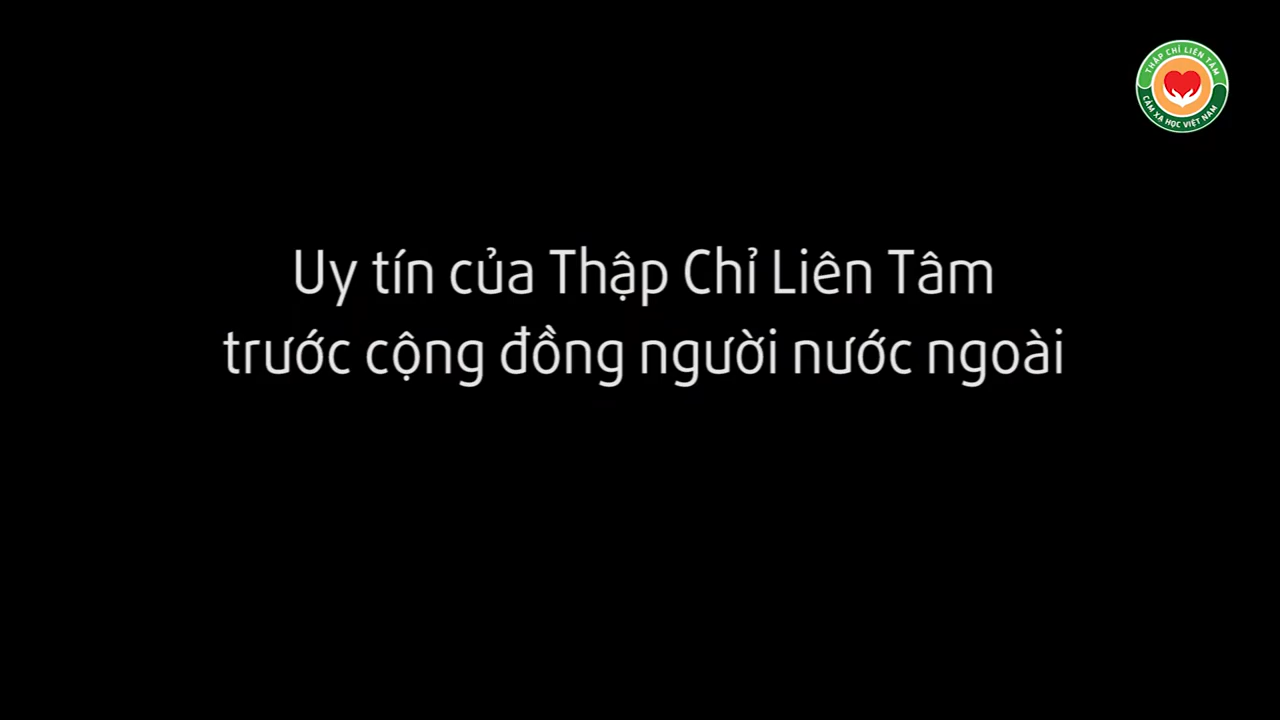 THẬP CHỈ LIÊN TÂM
CẢM XẠ HỌC VIỆT NAM
Uy tín của Thập Chỉ Liên Tâm
trước cộng đồng người nước ngoài